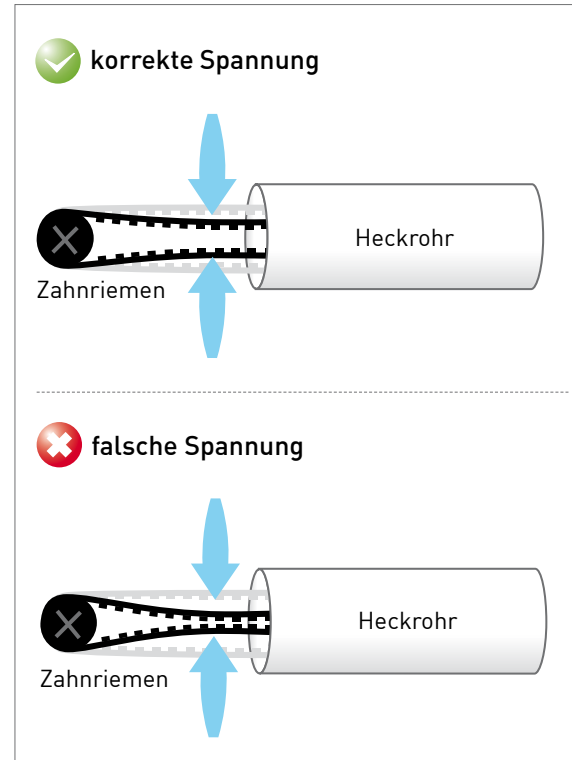 korrekte Spannung
Heckrohr
Zahnriemen
falsche Spannung
Heckrohr
Zahnriemen